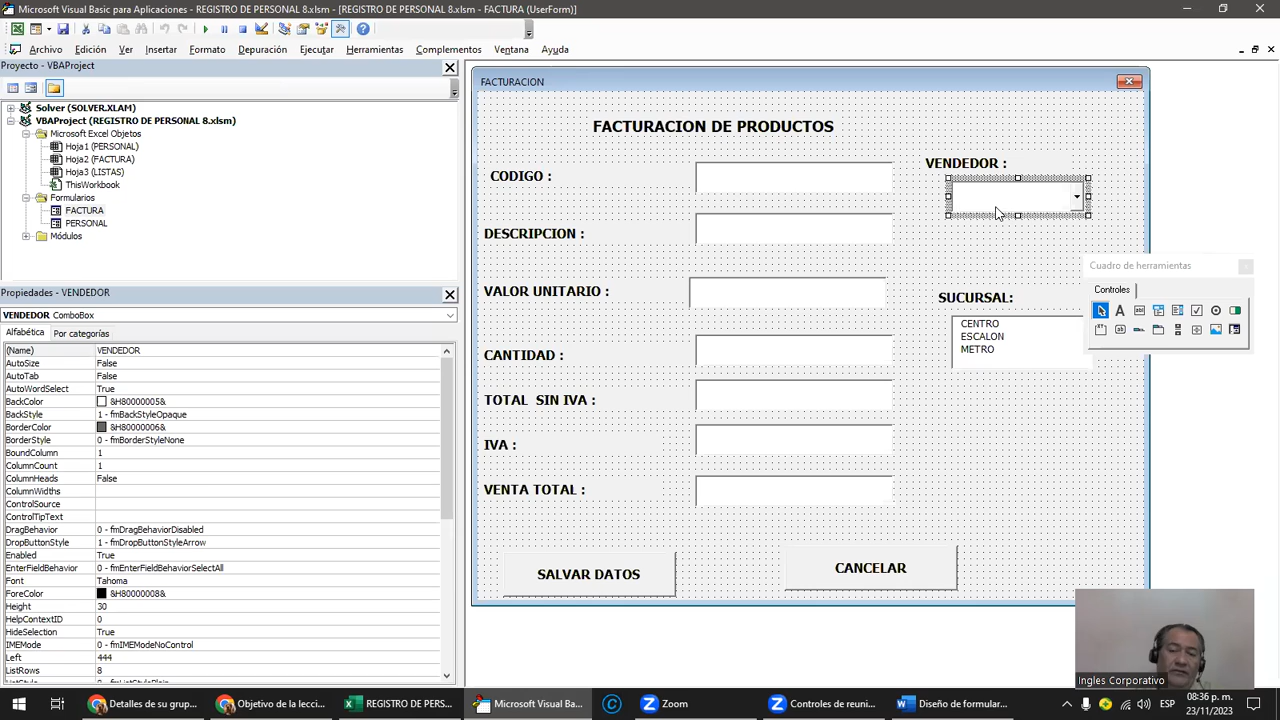 Microsoft Visual Basic para Aplicaciones - REGISTRO DE PERSONAL 8.xlsm - [REGISTRO DE PERSONAL 8.xlsm - FACTURA (UserForm)]
Archivo Edición Ver Insertar Formato Depuración Ejecutar Herramientas Complementos Ventana Ayuda
Proyecto - VBAProject
Solver (SOLVER.XLAM)
VBAProject (REGISTRO DE PERSONAL 8.xlsm)
Microsoft Excel Objetos
Hoja1 (PERSONAL)
Hoja2 (FACTURA)
Hoja3 (LISTAS)
ThisWorkbook
Formularios
FACTURA
PERSONAL
Módulos
Propiedades - VENDEDOR
VENDEDOR ComboBox
Alfabética Por categorías
(Name) VENDEDOR
AutoSize False
AutoTab False
AutoWordSelect True
BackColor &H80000005&
BackStyle 1 - fmBackStyleOpaque
BorderColor &H80000006&
BorderStyle 0 - fmBorderStyleNone
BoundColumn 1
ColumnCount 1
ColumnHeads False
ColumnWidths
ControlSource
ControlTipText
DragBehavior 0 - fmDragBehaviorDisabled
DropButtonStyle 1 - fmDropButtonStyleArrow
Enabled True
EnterFieldBehavior 0 - fmEnterFieldBehaviorSelectAll
Font Tahoma
ForeColor &H80000008&
Height 30
HelpContextID 0
HideSelection True
IMEMode 0 - fmIMEModeNoControl
Left 444
ListRows 8
ListStyle 0 - fmListStylePlain
FACTURACION
FACTURACION DE PRODUCTOS
CODIGO :
DESCRIPCION :
VALOR UNITARIO :
CANTIDAD :
TOTAL SIN IVA :
IVA :
VENTA TOTAL :
SALVAR DATOS
CANCELAR
VENDEDOR :
SUCURSAL:
CENTRO
ESCALON
METRO
Cuadro de herramientas
Controles
Ingles Corporativo
Detalles de su grup...
Objetivo de la lecci...
REGISTRO DE PERS...
Microsoft Visual Ba...
Zoom
Controles de reuni...
Diseño de formular...
ESP
08:36 p. m.
23/11/2023